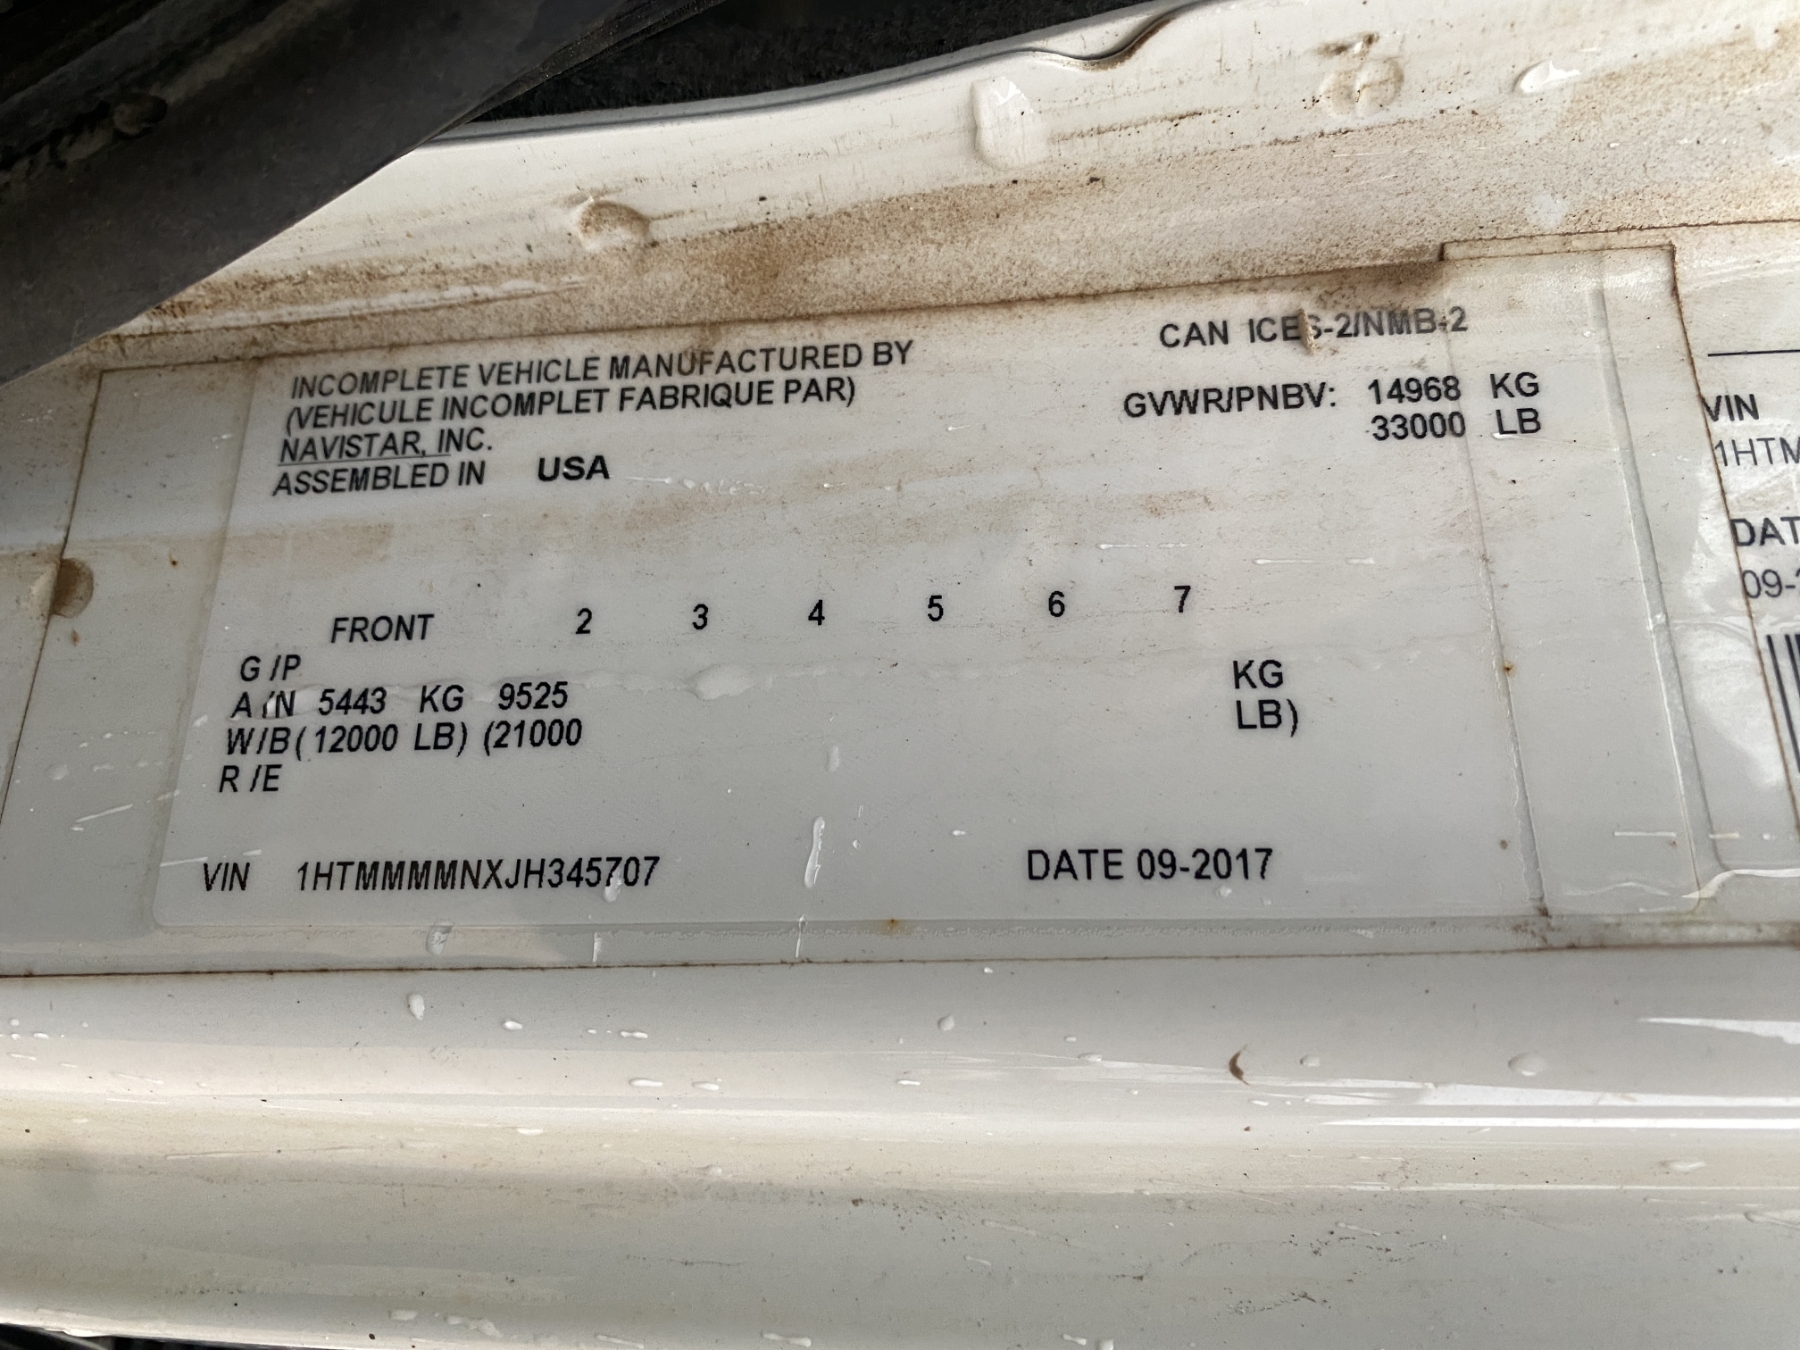 CAN ICES-2/NMB-2
INCOMPLETE VEHICLE MANUFACTURED BY
(VEHICULE INCOMPLET FABRIQUE PAR)
NAVISTAR, INC.
ASSEMBLED IN USA
GVWR/PNBV: 14968 KG
33000 LB
FRONT 2 3 4 5 6 7
G/P
A/N 5443 KG 9525 KG
W/B (12000 LB) (21000 LB)
R/E
VIN 1HTMMMMNXJH345707
DATE 09-2017
VIN
1HTM
DAT
09-